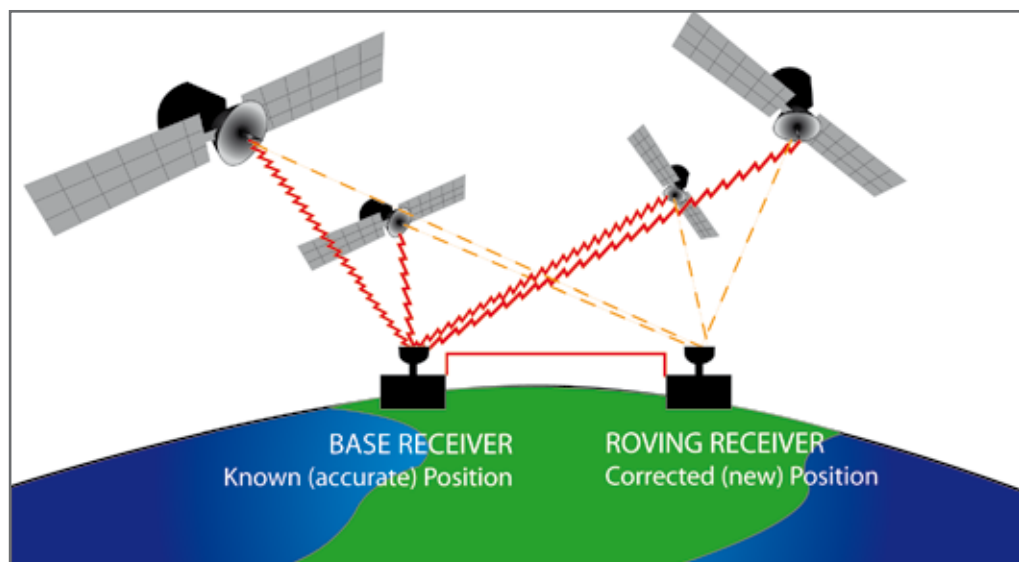 BASE RECEIVER
Known (accurate) Position
ROVING RECEIVER
Corrected (new) Position